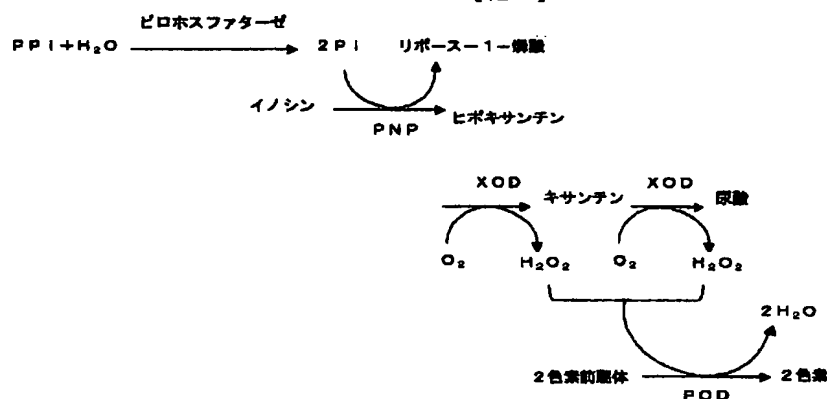 ピロホスファターゼ
PPi+H₂O 2Pi リボース-1-燐酸
イノシン ヒポキサンテン
PNP
XOD XOD
キサンテン 尿酸
O₂ H₂O₂ O₂ H₂O₂
2H₂O
2色素前駆体 2色素
POD